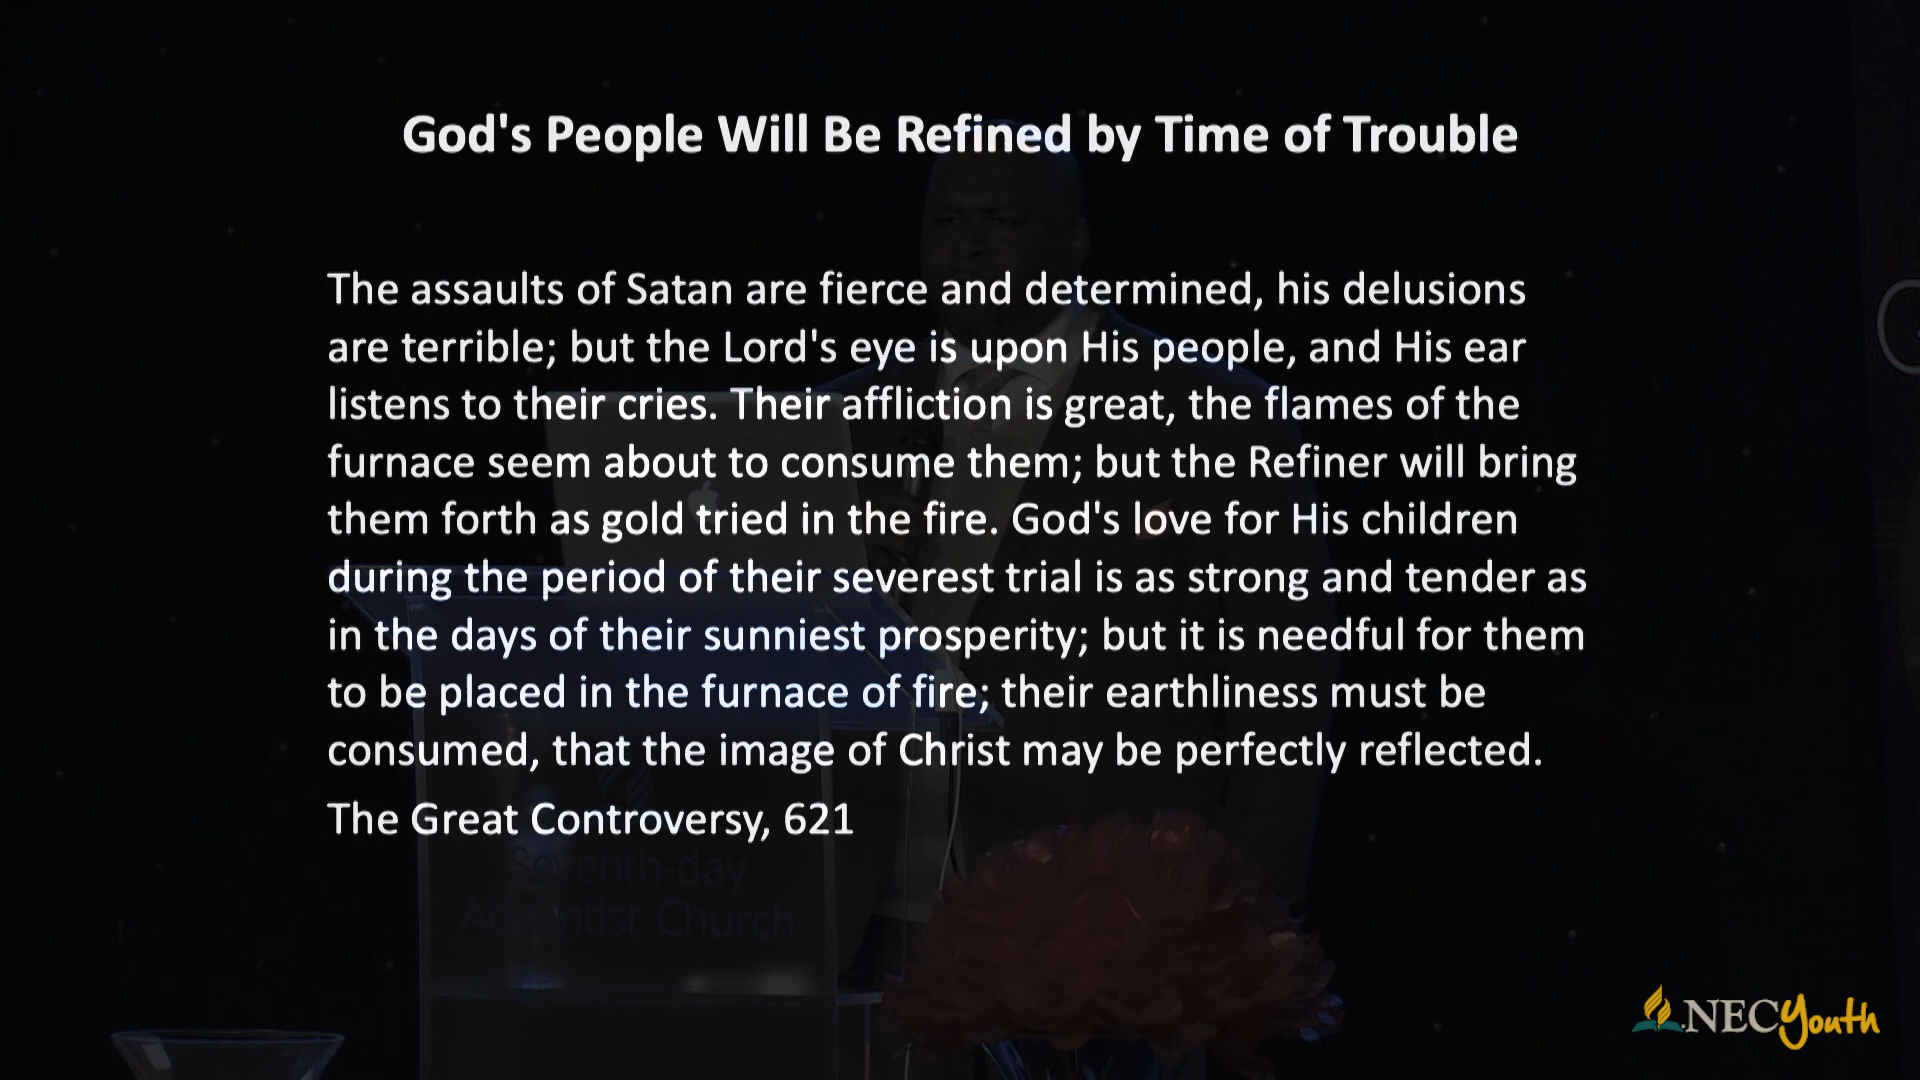 God's People Will Be Refined by Time of Trouble
The assaults of Satan are fierce and determined, his delusions
are terrible; but the Lord's eye is upon His people, and His ear
listens to their cries. Their affliction is great, the flames of the
furnace seem about to consume them; but the Refiner will bring
them forth as gold tried in the fire. God's love for His children
during the period of their severest trial is as strong and tender as
in the days of their sunniest prosperity; but it is needful for them
to be placed in the furnace of fire; their earthliness must be
consumed, that the image of Christ may be perfectly reflected.
The Great Controversy, 621
Seventh-day
Adventist Church
NECYouth